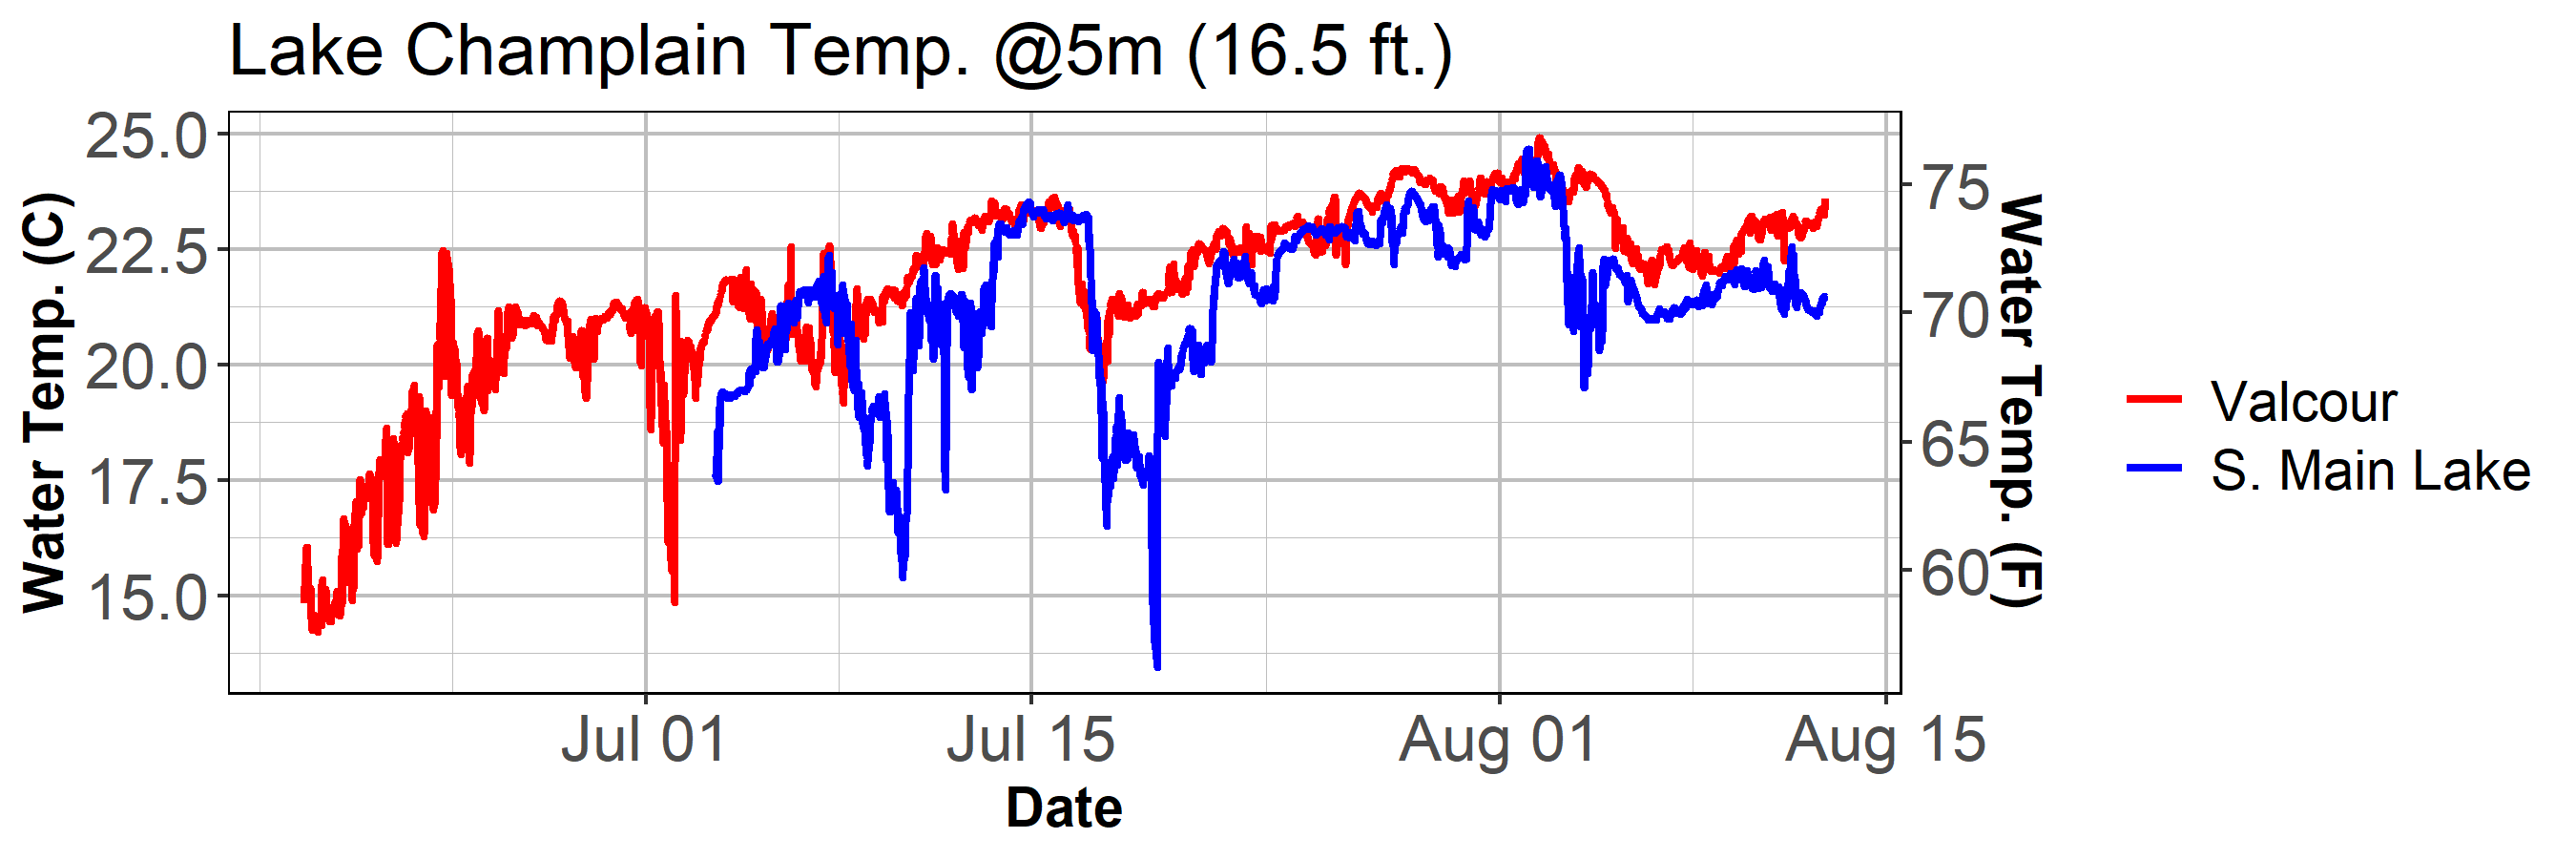 Lake Champlain Temp. @5m (16.5 ft.)
Water Temp. (C)
25.0
22.5
20.0
17.5
15.0
75
70
65
60
Water Temp. (F)
Jul 01
Jul 15
Aug 01
Aug 15
Date
Valcour
S. Main Lake